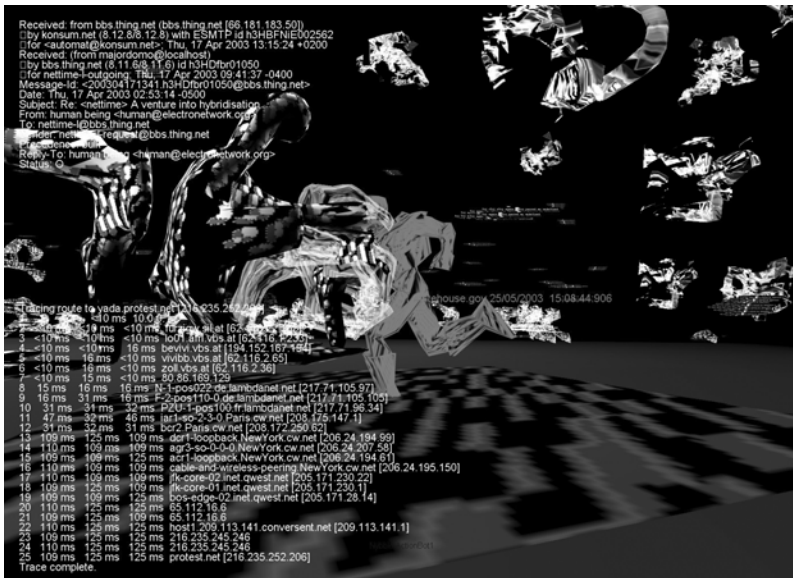 Received: from bbs.thing.net (bbs.thing.net [66.181.183.50])
by konsum.net (8.12.8/8.12.8) with ESMTP id h3HBFNiE002562
for <automat@konsum.net>; Thu, 17 Apr 2003 13:15:24 +0200
Received: (from majordomo@localhost)
by bbs.thing.net (8.11.6/8.11.6) id h3HDfbr01050
for nettime-l-outgoing; Thu, 17 Apr 2003 09:41:37 -0400
Message-Id: <200304171341.h3HDfbr01050@bbs.thing.net>
Date: Thu, 17 Apr 2003 02:53:14 -0500
Subject: Re: <nettime> A venture into hybridisation
From: human being <human@electronetwork.org>
To: nettime-l@bbs.thing.net
request@bbs.thing.net
Reply-To: human being <human@electronetwork.org>
Status: O
ehouse.gov 25/05/2003 15:08:44:906
Tracing route to yada.protest.net
1 <10 ms
2 <10 ms <10 ms
3 <10 ms <10 ms <10 ms
4 <10 ms <10 ms 16 ms bevivi.vbs.at
5 <10 ms 16 ms <10 ms vivibb.vbs.at [62.116.2.65]
6 <10 ms 16 ms <10 ms zoll.vbs.at [62.116.2.36]
7 <10 ms 15 ms <10 ms 80.86.169.129
8 15 ms 16 ms 16 ms N-1-pos022.de.lambdanet.net [217.71.105.97]
9 16 ms 31 ms 16 ms F-2-pos110-0.de.lambdanet.net [217.71.105.105]
10 31 ms 31 ms 32 ms PZU-1-pos100.fr.lambdanet.net [217.71.96.34]
11 47 ms 32 ms 46 ms ar1-so-2-3-0.Paris.cw.net [208.175.147.1]
12 31 ms 32 ms 31 ms bcr2.Paris.cw.net [208.172.250.62]
13 109 ms 125 ms 109 ms dcr1-loopback.NewYork.cw.net [206.24.194.99]
14 110 ms 109 ms 109 ms agr3-so-0-0-0.NewYork.cw.net [206.24.207.58]
15 109 ms 109 ms 125 ms acr1-loopback.NewYork.cw.net [206.24.194.61]
16 110 ms 109 ms 109 ms cable-and-wireless-peering.NewYork.cw.net [206.24.195.150]
17 110 ms 109 ms 110 ms jfk-core-02.inet.qwest.net [205.171.230.22]
18 109 ms 109 ms 125 ms jfk-core-01.inet.qwest.net [205.171.230.1]
19 109 ms 109 ms 125 ms bos-edge-02.inet.qwest.net [205.171.28.14]
20 110 ms 110 ms 125 ms 65.112.16.6
21 109 ms 125 ms 109 ms 65.112.16.6
22 110 ms 110 ms 125 ms host1.209.113.141.conversent.net [209.113.141.1]
23 109 ms 125 ms 125 ms 216.235.245.246
24 110 ms 125 ms 125 ms 216.235.245.246
25 109 ms 125 ms 125 ms protest.net [216.235.252.206]
Trace complete.